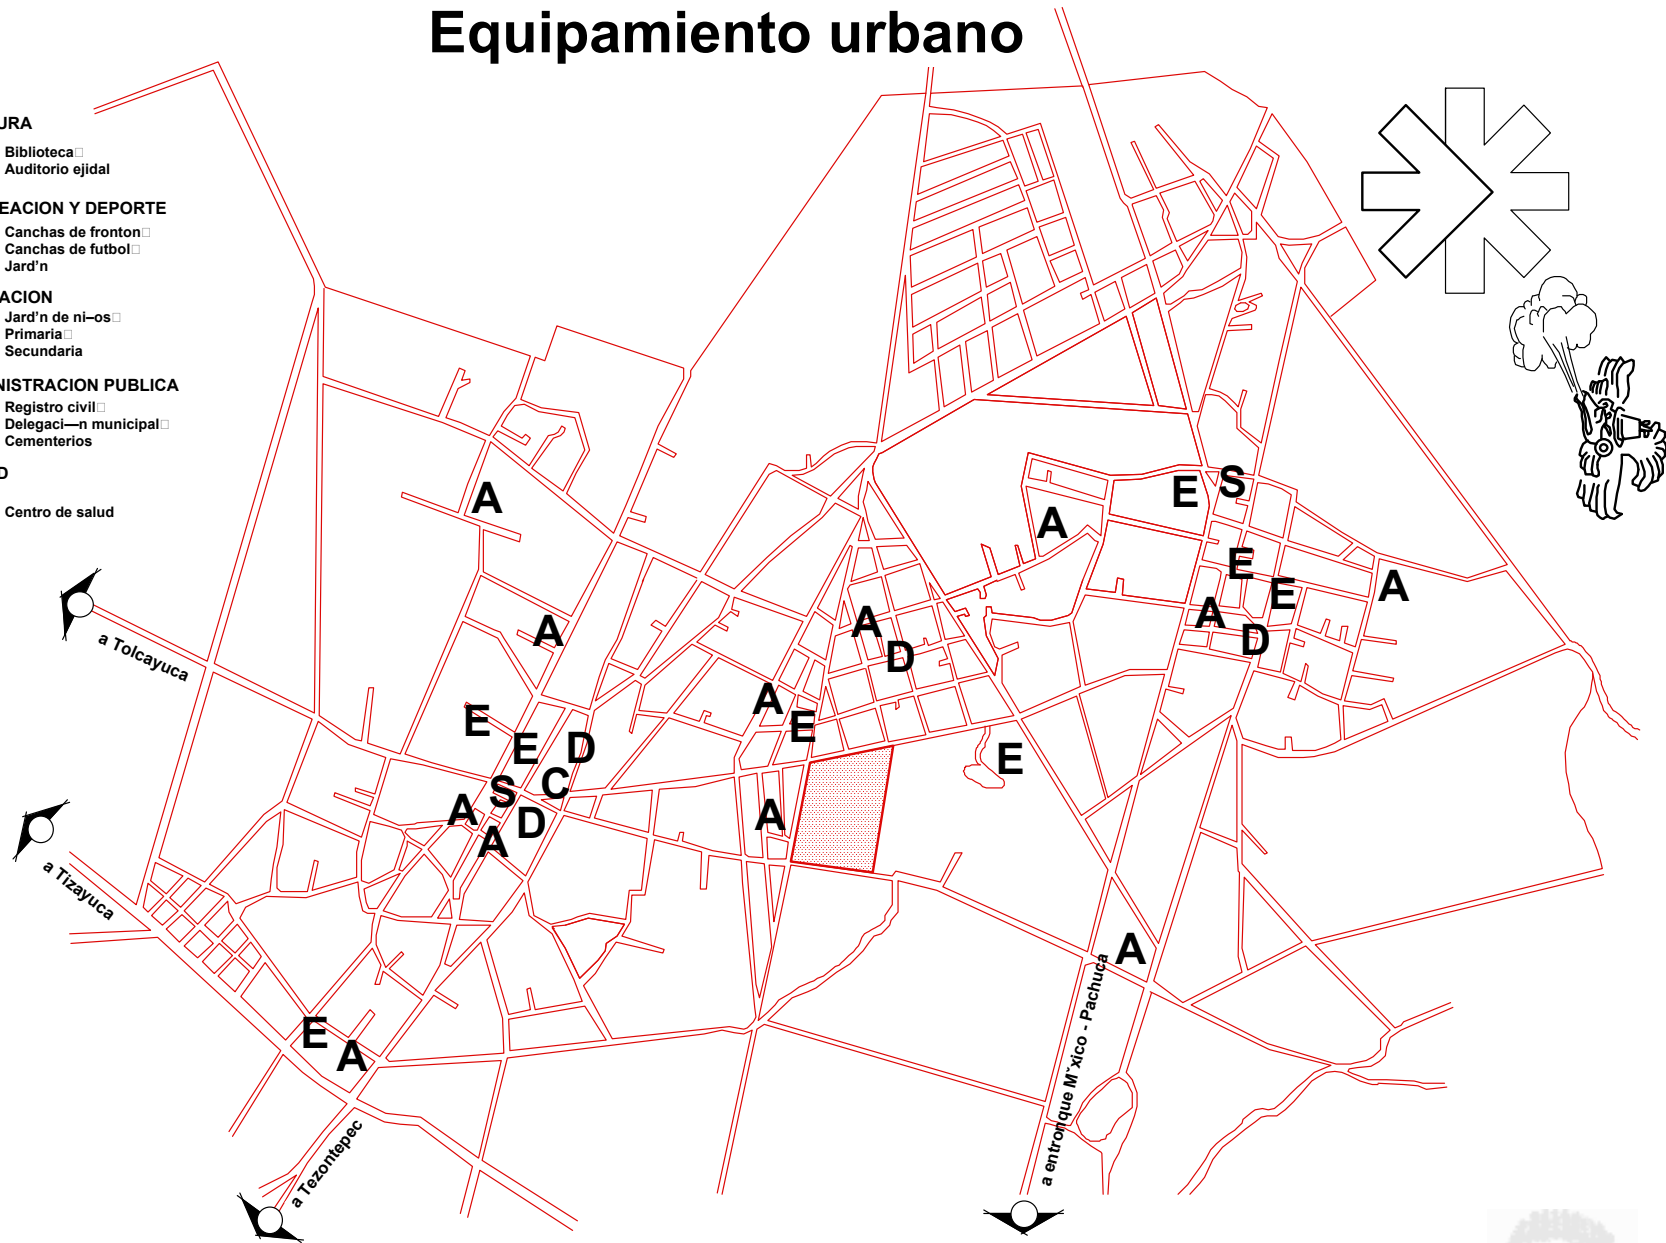 Equipamiento urbano
URA
Biblioteca□
Auditorio ejidal
EACION Y DEPORTE
Canchas de fronton□
Canchas de futbol□
Jard’n
ACION
Jard’n de ni–os□
Primaria□
Secundaria
NISTRACION PUBLICA
Registro civil□
Delegaci—n municipal□
Cementerios
D
Centro de salud
A
E
S
A
E
E
A
A
D
A
A
D
A
E
E
E
D
E
S
C
A
D
A
A
A
E
A
a Tolcayuca
a Tizayuca
a Tezontepec
a entronque M˘xico - Pachuca